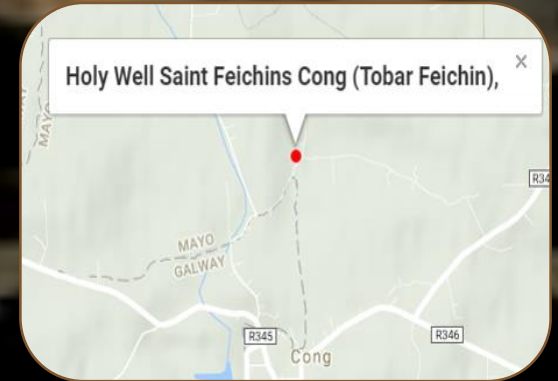 Holy Well Saint Feichins Cong (Tobar Feichin), ×
MAYO
MAYO
GALWAY
R34
R345
R346
Cong